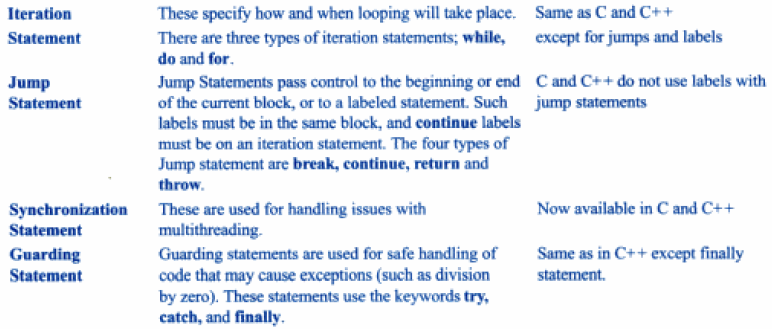 Iteration These specify how and when looping will take place. Same as C and C++
Statement There are three types of iteration statements; while, except for jumps and labels
do and for.
Jump Jump Statements pass control to the beginning or end C and C++ do not use labels with
Statement of the current block, or to a labeled statement. Such jump statements
labels must be in the same block, and continue labels
must be on an iteration statement. The four types of
Jump statement are break, continue, return and
throw.
Synchronization These are used for handling issues with Now available in C and C++
Statement multithreading.
Guarding Guarding statements are used for safe handling of Same as in C++ except finally
Statement code that may cause exceptions (such as division statement.
by zero). These statements use the keywords try,
catch, and finally.